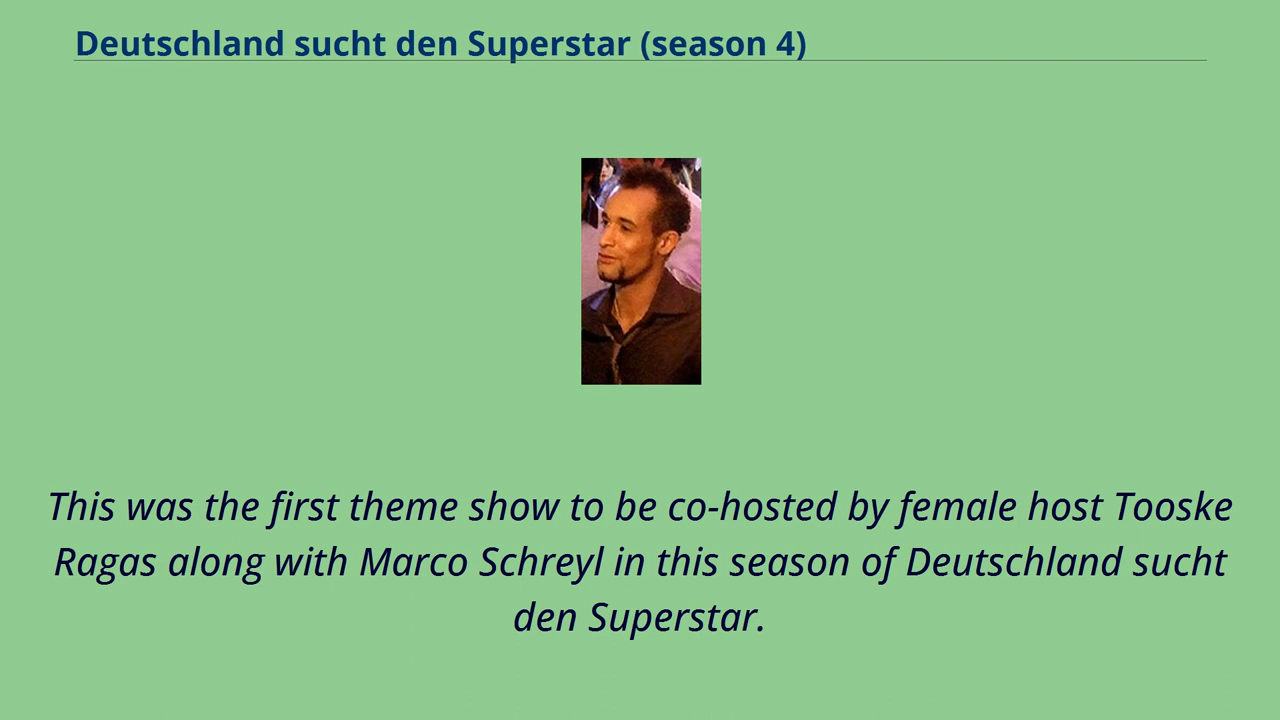 Deutschland sucht den Superstar (season 4)
This was the first theme show to be co-hosted by female host Tooske
Ragas along with Marco Schreyl in this season of Deutschland sucht
den Superstar.